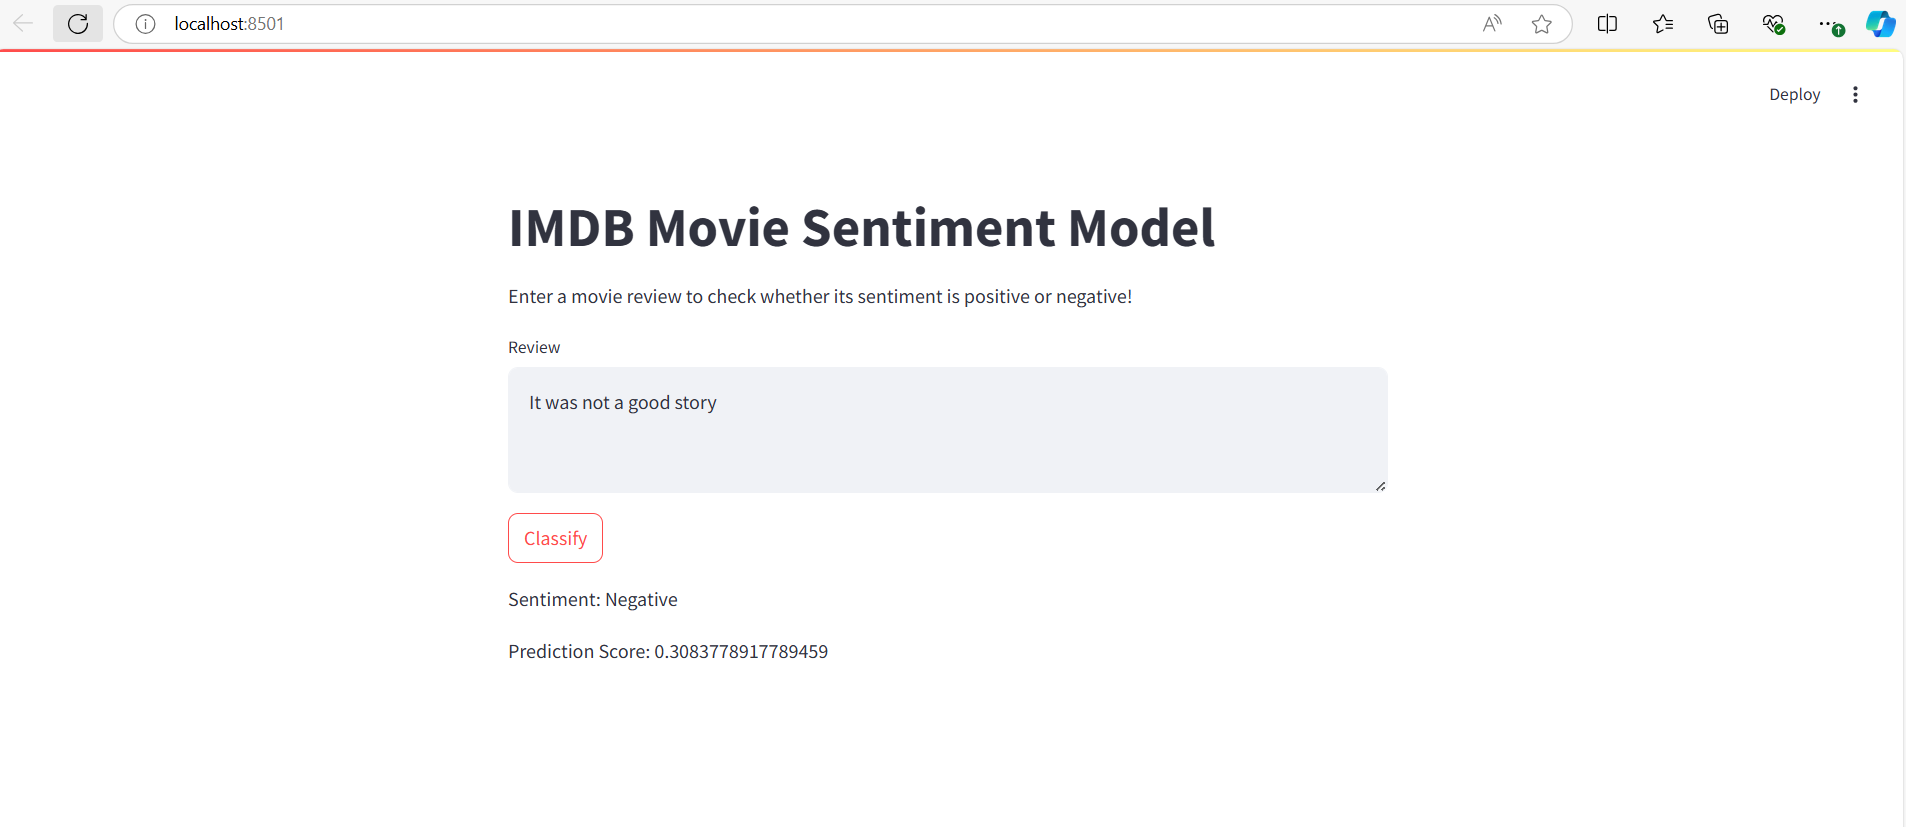 localhost:8501
Deploy
IMDB Movie Sentiment Model
Enter a movie review to check whether its sentiment is positive or negative!
Review
It was not a good story
Classify
Sentiment: Negative
Prediction Score: 0.3083778917789459